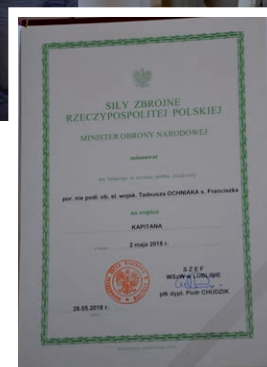 SIŁY ZBROJNE
RZECZYPOSPOLITEJ POLSKIEJ
MINISTER OBRONY NARODOWEJ
mianował
por. nie podl. ob. sł. wojsk. Tadeusza OCHNIAKA s. Franciszka
na stopień
KAPITANA
2 maja 2018 r.
SZEF
WSzW w LUBLINIE
płk dypl. Piotr CHUDZIK
28.05.2018 r.